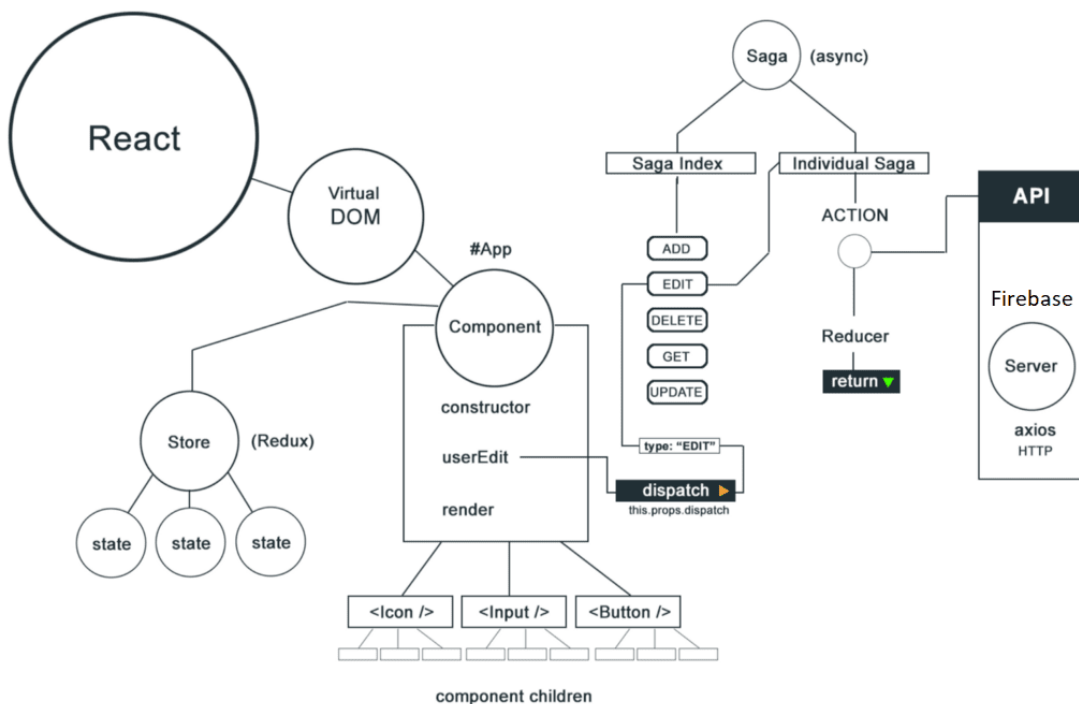 React
Virtual
DOM
#App
Component
constructor
userEdit
render
Store
(Redux)
state
state
state
<Icon />
<Input />
<Button />
component children
Saga
(async)
Saga Index
Individual Saga
ADD
EDIT
DELETE
GET
UPDATE
type: “EDIT”
dispatch
this.props.dispatch
ACTION
Reducer
return
API
Firebase
Server
axios
HTTP